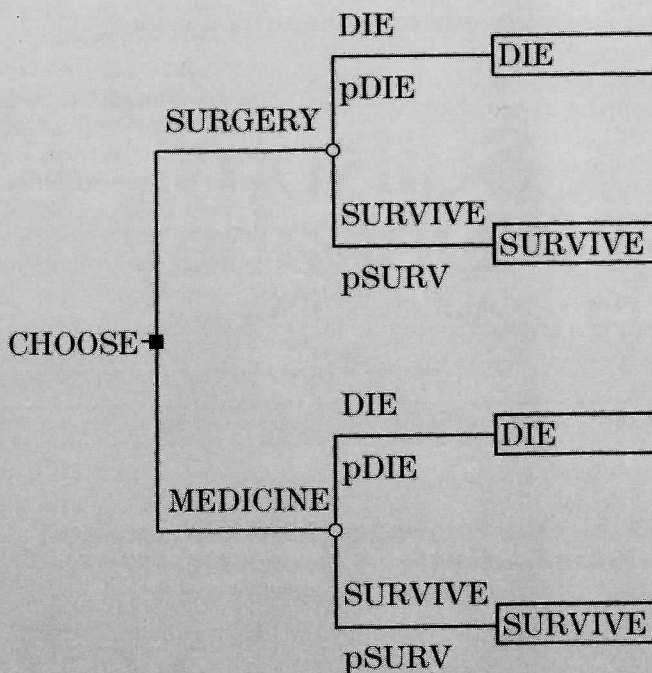 DIE
DIE
pDIE
SURGERY
SURVIVE
SURVIVE
pSURV
CHOOSE
DIE
DIE
pDIE
MEDICINE
SURVIVE
SURVIVE
pSURV